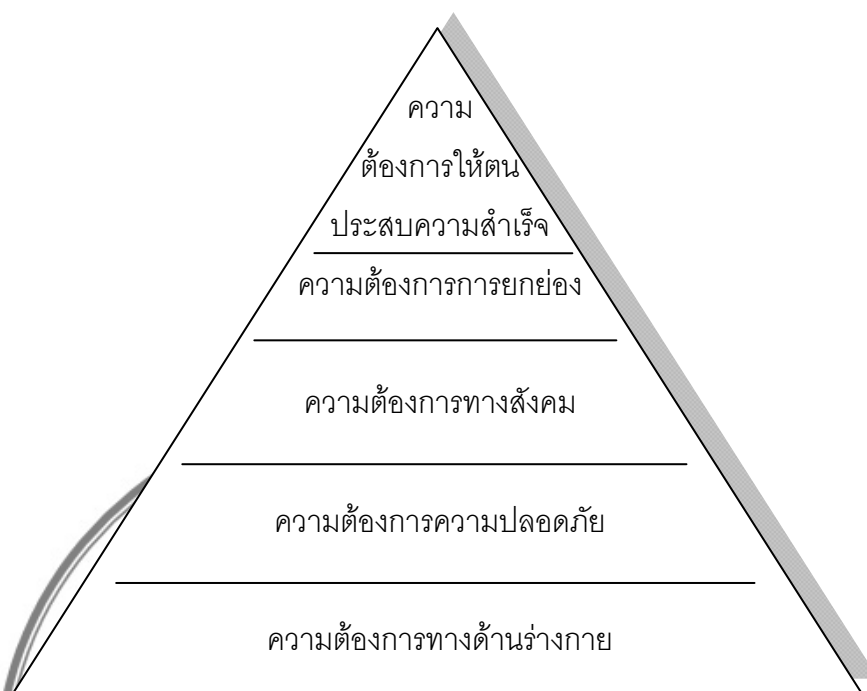 ความ
ต้องการให้ตน
ประสบความสำเร็จ
ความต้องการการยกย่อง
ความต้องการทางสังคม
ความต้องการความปลอดภัย
ความต้องการทางด้านร่างกาย